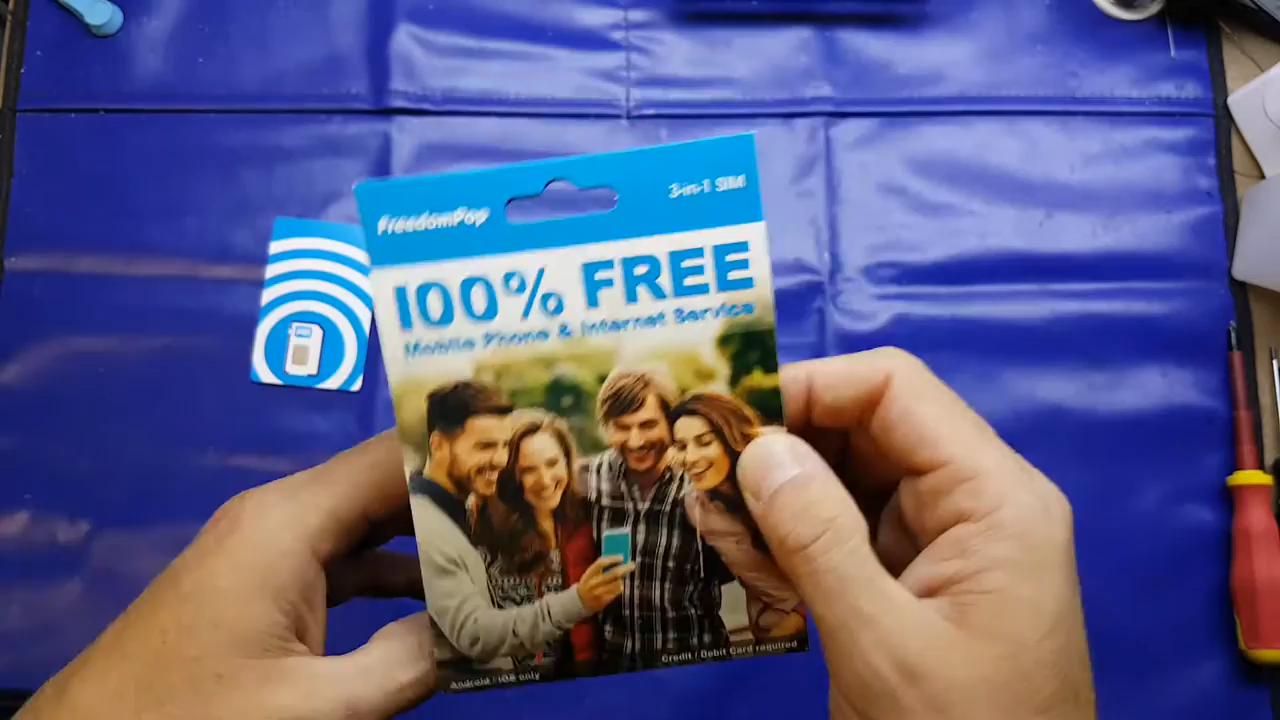 FreedomPop
3-in-1 SIM
100% FREE
Mobile Phone & Internet Service
Android / iOS only
Credit / Debit Card required